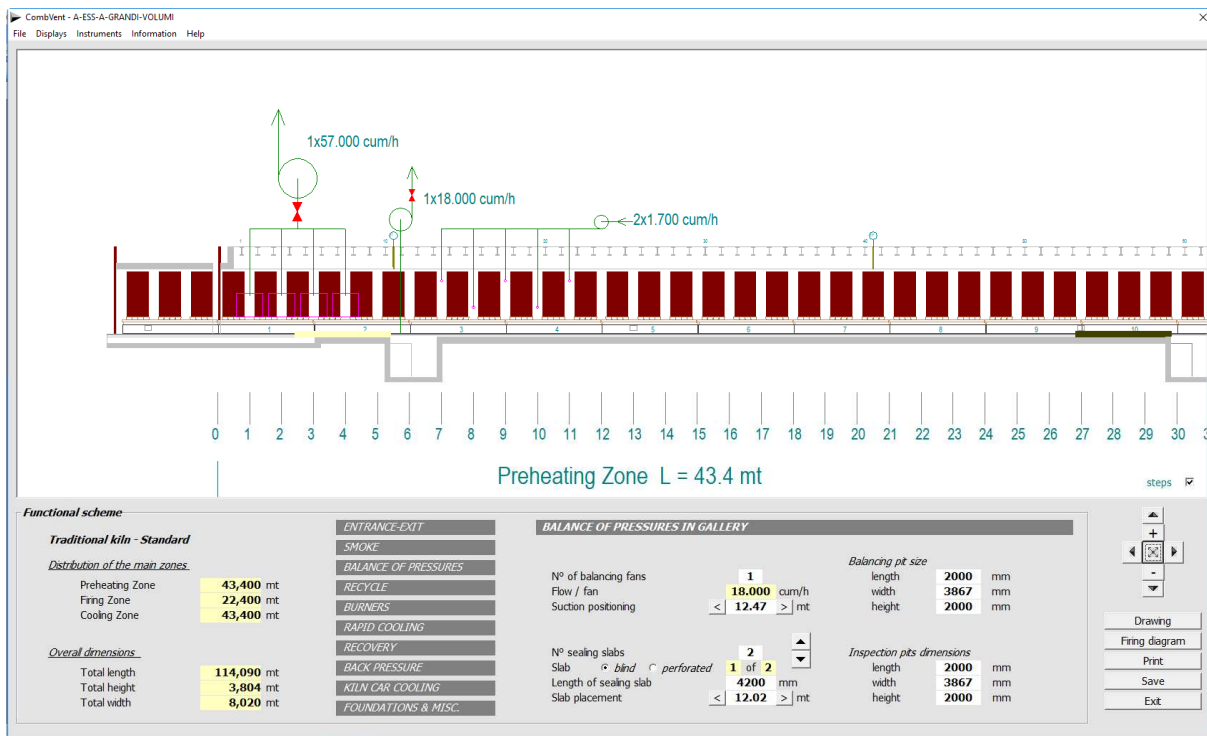 CombVent - A-ESS-A-GRANDI-VOLUMI
File Displays Instruments Information Help
1x57.000 cum/h
1x18.000 cum/h
2x1.700 cum/h
1 10 20 30 40 50 60
1 2 3 4 5 6 7 8 9 10
0 1 2 3 4 5 6 7 8 9 10 11 12 13 14 15 16 17 18 19 20 21 22 23 24 25 26 27 28 29 30
Preheating Zone L = 43.4 mt
steps
Functional scheme
Traditional kiln - Standard
Distribution of the main zones
Preheating Zone 43,400 mt
Firing Zone 22,400 mt
Cooling Zone 43,400 mt
Overall dimensions
Total length 114,090 mt
Total height 3,804 mt
Total width 8,020 mt
ENTRANCE-EXIT
SMOKE
BALANCE OF PRESSURES
RECYCLE
BURNERS
RAPID COOLING
RECOVERY
BACK PRESSURE
KILN CAR COOLING
FOUNDATIONS & MISC.
BALANCE OF PRESSURES IN GALLERY
N° of balancing fans 1
Flow / fan 18.000 cum/h
Suction positioning < 12.47 > mt
Balancing pit size
length 2000 mm
width 3867 mm
height 2000 mm
N° sealing slabs 2
Slab blind perforated 1 of 2
Length of sealing slab 4200 mm
Slab placement < 12.02 > mt
Inspection pits dimensions
length 2000 mm
width 3867 mm
height 2000 mm
+
-
Drawing
Firing diagram
Print
Save
Exit